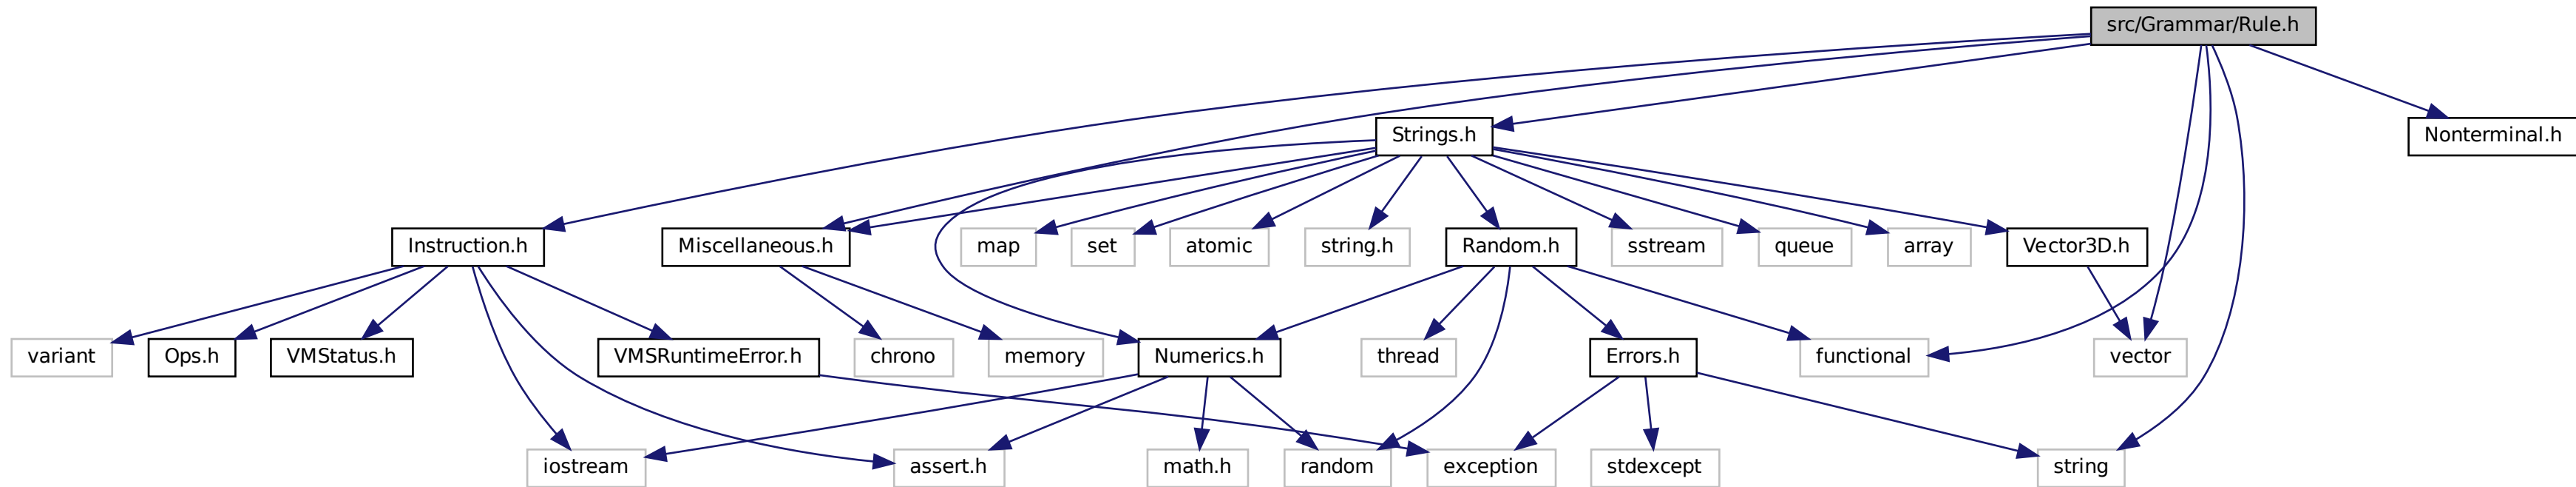 src/Grammar/Rule.h
Strings.h
Nonterminal.h
Instruction.h
Miscellaneous.h
map
set
atomic
string.h
Random.h
sstream
queue
array
Vector3D.h
variant
Ops.h
VMStatus.h
VMSRuntimeError.h
chrono
memory
Numerics.h
thread
Errors.h
functional
vector
iostream
assert.h
math.h
random
exception
stdexcept
string